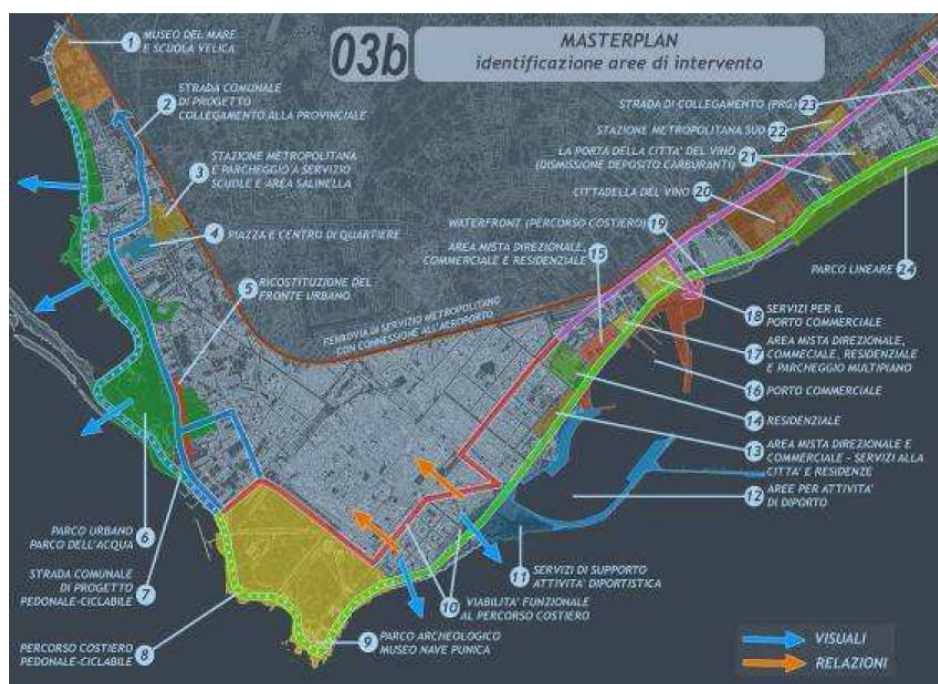 03b
MASTERPLAN
identificazione aree di intervento
1 MUSEO DEL MARE
E SCUOLA VELICA
2 STRADA COMUNALE
DI PROGETTO
COLLEGAMENTO ALLA PROVINCIALE
3 STAZIONE METROPOLITANA
E PARCHEGGIO A SERVIZIO
SCUOLE E AREA SALINELLA
4 PIAZZA E CENTRO DI QUARTIERE
5 RICOSTITUZIONE DEL
FRONTE URBANO
FERROVIA DI SERVIZIO METROPOLITANO
CON CONNESSIONE ALL'AEROPORTO
PARCO URBANO
PARCO DELL'ACQUA 6
STRADA COMUNALE
DI PROGETTO
PEDONALE-CICLABILE 7
PERCORSO COSTIERO
PEDONALE-CICLABILE 8
9 PARCO ARCHEOLOGICO
MUSEO NAVE PUNICA
10 VIABILITA' FUNZIONALE
AL PERCORSO COSTIERO
11 SERVIZI DI SUPPORTO
ATTIVITA' DIPORTISTICA
12 AREE PER ATTIVITA'
DI DIPORTO
13 AREA MISTA DIREZIONALE E
COMMERCIALE - SERVIZI ALLA
CITTA' E RESIDENZE
14 RESIDENZIALE
16 PORTO COMMERCIALE
17 AREA MISTA DIREZIONALE,
COMMECIALE, RESIDENZIALE
E PARCHEGGIO MULTIPIANO
18 SERVIZI PER IL
PORTO COMMERCIALE
AREA MISTA DIREZIONALE,
COMMERCIALE E RESIDENZIALE 15
WATERFRONT (PERCORSO COSTIERO) 19
CITTADELLA DEL VINO 20
LA PORTA DELLA CITTA' DEL VINO
(DISMISSIONE DEPOSITO CARBURANTI) 21
STAZIONE METROPOLITANA SUD 22
STRADA DI COLLEGAMENTO (PRG) 23
PARCO LINEARE 24
VISUALI
RELAZIONI